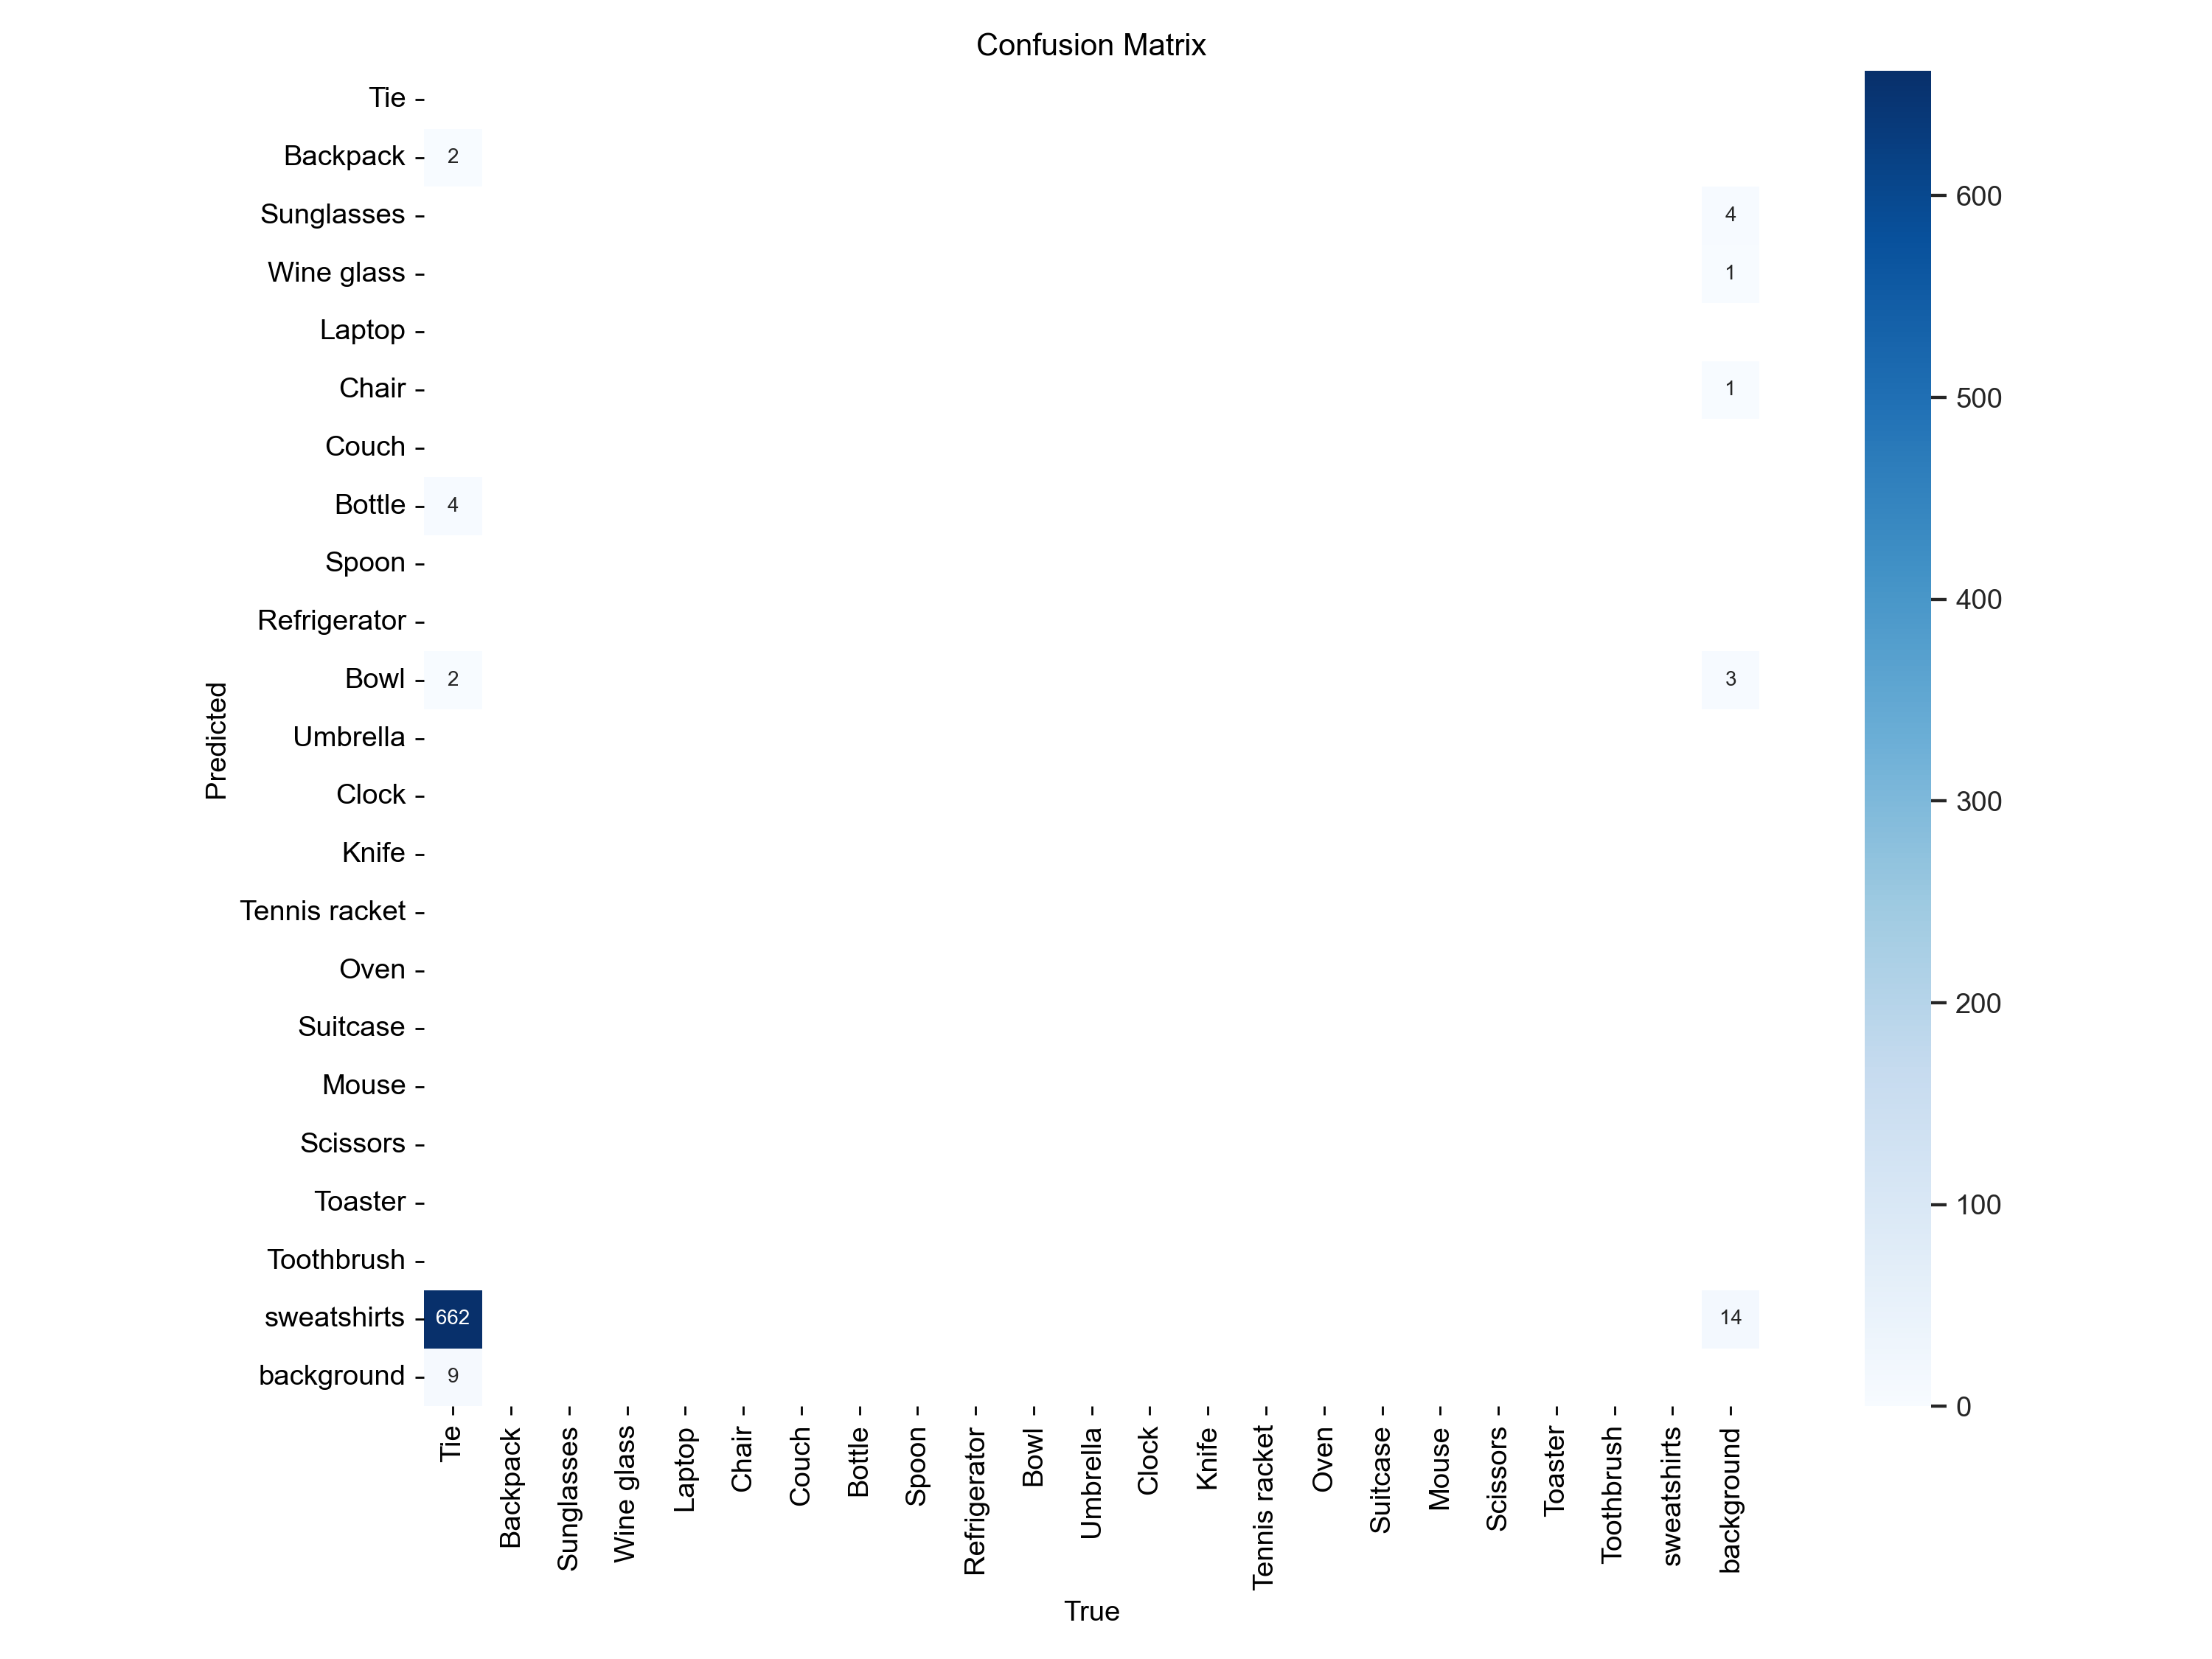 Confusion Matrix
Tie
Backpack
2
Sunglasses
4
Wine glass
1
Laptop
Chair
1
Couch
Bottle
4
Spoon
Refrigerator
Bowl
2
3
Umbrella
Clock
Knife
Tennis racket
Oven
Suitcase
Mouse
Scissors
Toaster
Toothbrush
sweatshirts
662
14
background
9
Predicted
Tie
Backpack
Sunglasses
Wine glass
Laptop
Chair
Couch
Bottle
Spoon
Refrigerator
Bowl
Umbrella
Clock
Knife
Tennis racket
Oven
Suitcase
Mouse
Scissors
Toaster
Toothbrush
sweatshirts
background
True
600
500
400
300
200
100
0